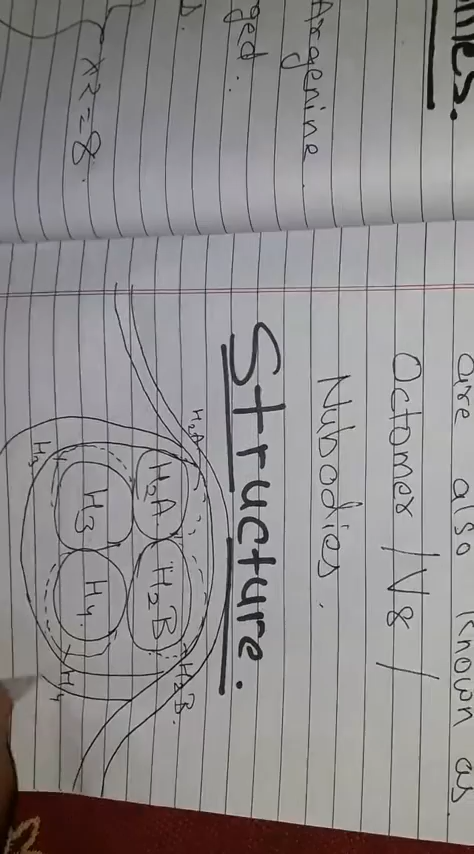 Argenine
ged.
x2=8.
are also known as
Octomer / V8 /
Nubodies.
Structure.
H2A
H2A H2B
H2B.
H3 H4
H3
H4